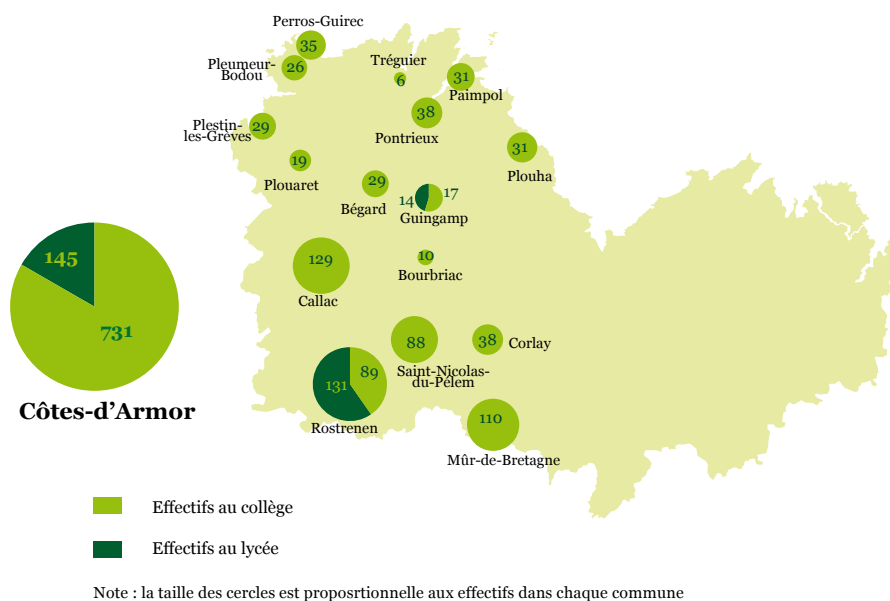 Perros-Guirec
35
Pleumeur-
Bodou
26
Tréguier
6
31
Paimpol
38
Pontrieux
Plestin-
les-Grèves
29
31
Plouha
19
Plouaret
29
Bégard
14
17
Guingamp
129
Callac
10
Bourbriac
145
731
Côtes-d'Armor
88
Saint-Nicolas-
du-Pélem
38
Corlay
131
89
Rostrenen
110
Mûr-de-Bretagne
Effectifs au collège
Effectifs au lycée
Note : la taille des cercles est proposrtionnelle aux effectifs dans chaque commune